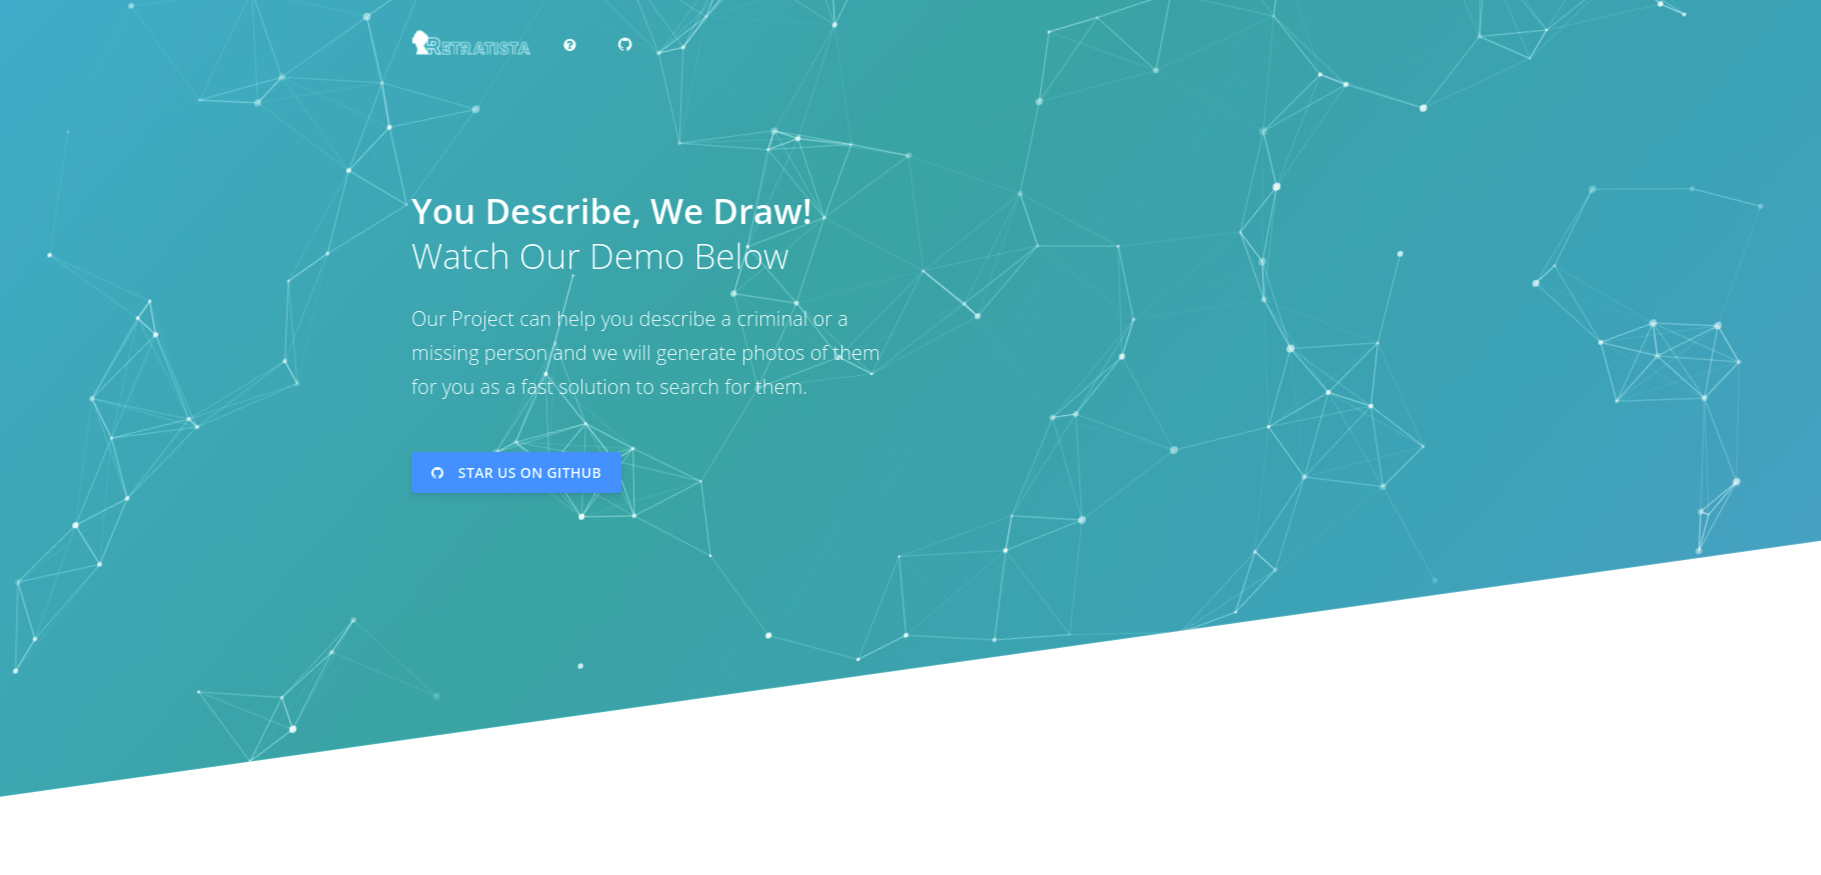 RETRATISTA
You Describe, We Draw!
Watch Our Demo Below
Our Project can help you describe a criminal or a
missing person and we will generate photos of them
for you as a fast solution to search for them.
STAR US ON GITHUB